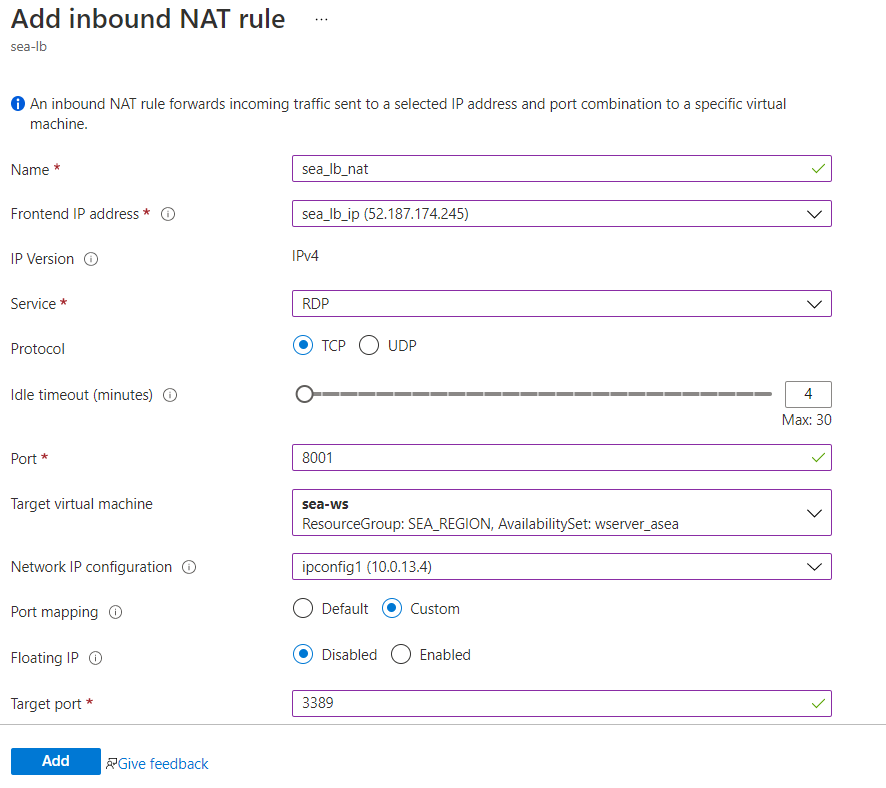 Add inbound NAT rule ...
sea-lb
An inbound NAT rule forwards incoming traffic sent to a selected IP address and port combination to a specific virtual
machine.
Name * sea_lb_nat
Frontend IP address * sea_lb_ip (52.187.174.245)
IP Version IPv4
Service * RDP
Protocol TCP UDP
Idle timeout (minutes) 4
Max: 30
Port * 8001
Target virtual machine sea-ws
ResourceGroup: SEA_REGION, AvailabilitySet: wserver_asea
Network IP configuration ipconfig1 (10.0.13.4)
Port mapping Default Custom
Floating IP Disabled Enabled
Target port * 3389
Add Give feedback